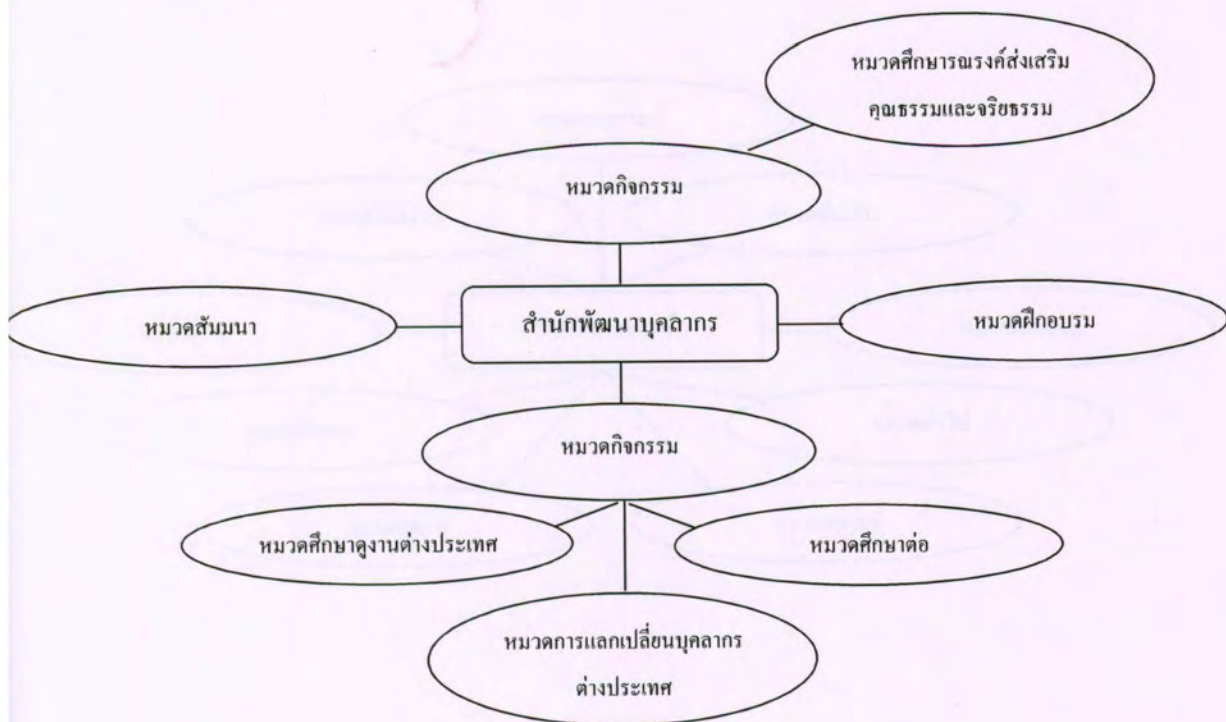 หมวดศึกษารณรงค์ส่งเสริม
คุณธรรมและจริยธรรม
หมวดกิจกรรม
หมวดสัมมนา
สำนักพัฒนาบุคลากร
หมวดฝึกอบรม
หมวดกิจกรรม
หมวดศึกษาดูงานต่างประเทศ
หมวดศึกษาต่อ
หมวดการแลกเปลี่ยนบุคลากร
ต่างประเทศ